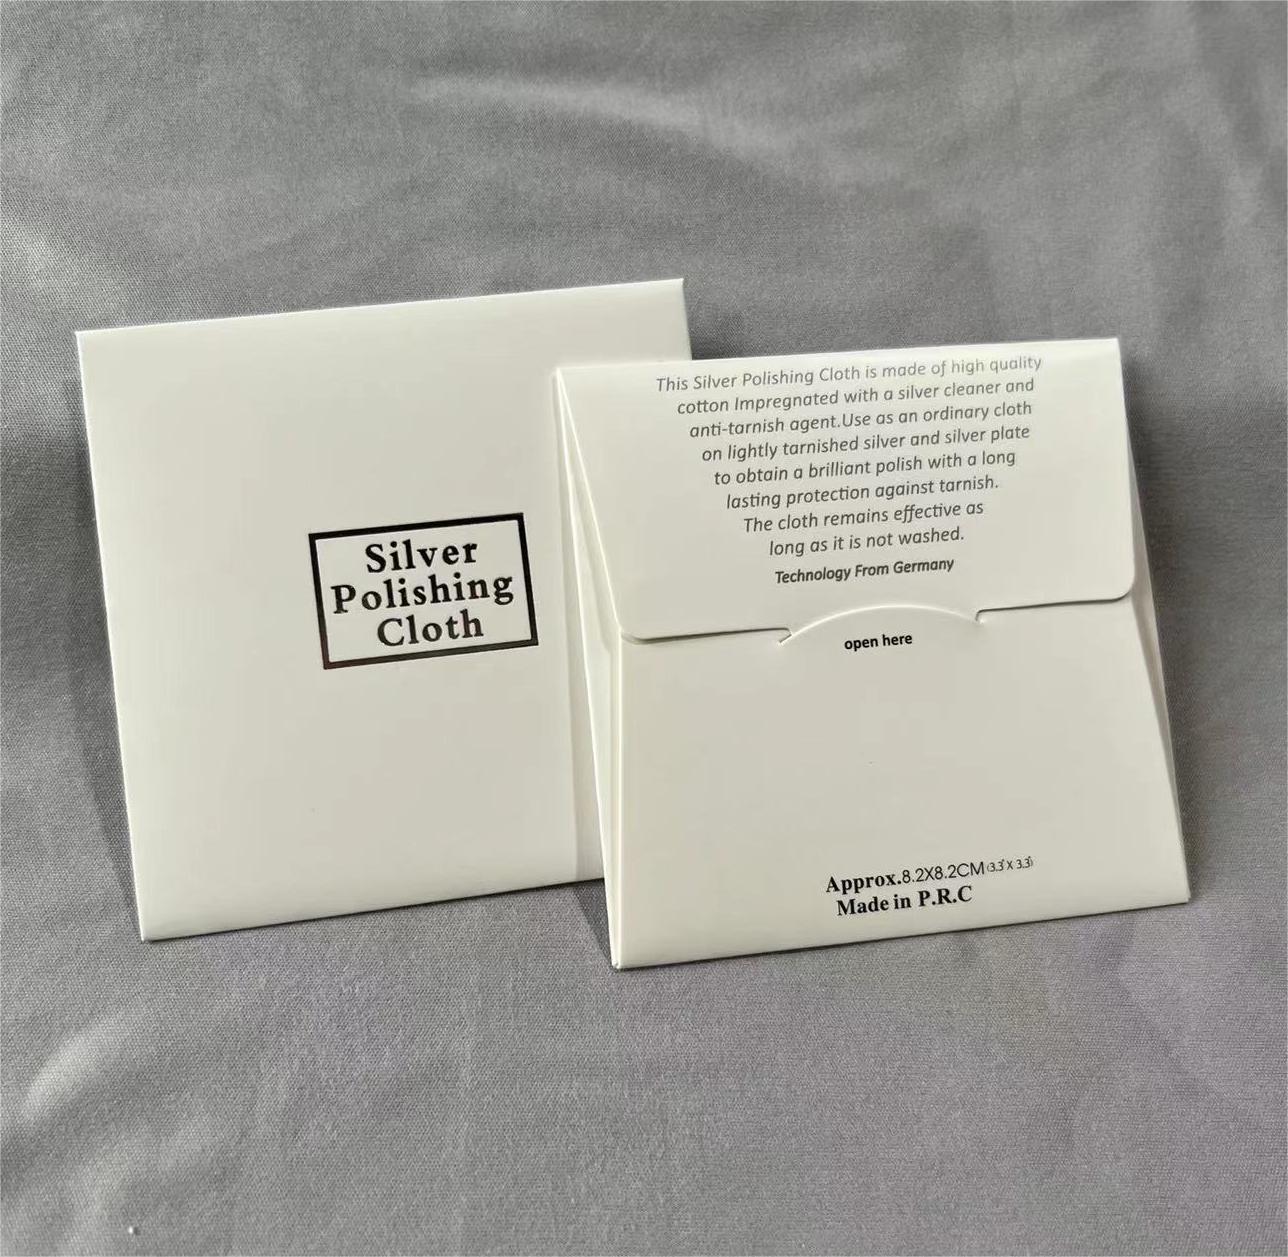 Silver
Polishing
Cloth
This Silver Polishing Cloth is made of high quality
cotton Impregnated with a silver cleaner and
anti-tarnish agent.Use as an ordinary cloth
on lightly tarnished silver and silver plate
to obtain a brilliant polish with a long
lasting protection against tarnish.
The cloth remains effective as
long as it is not washed.
Technology From Germany
open here
Approx.8.2X8.2CM(3.3"X 3.3")
Made in P.R.C